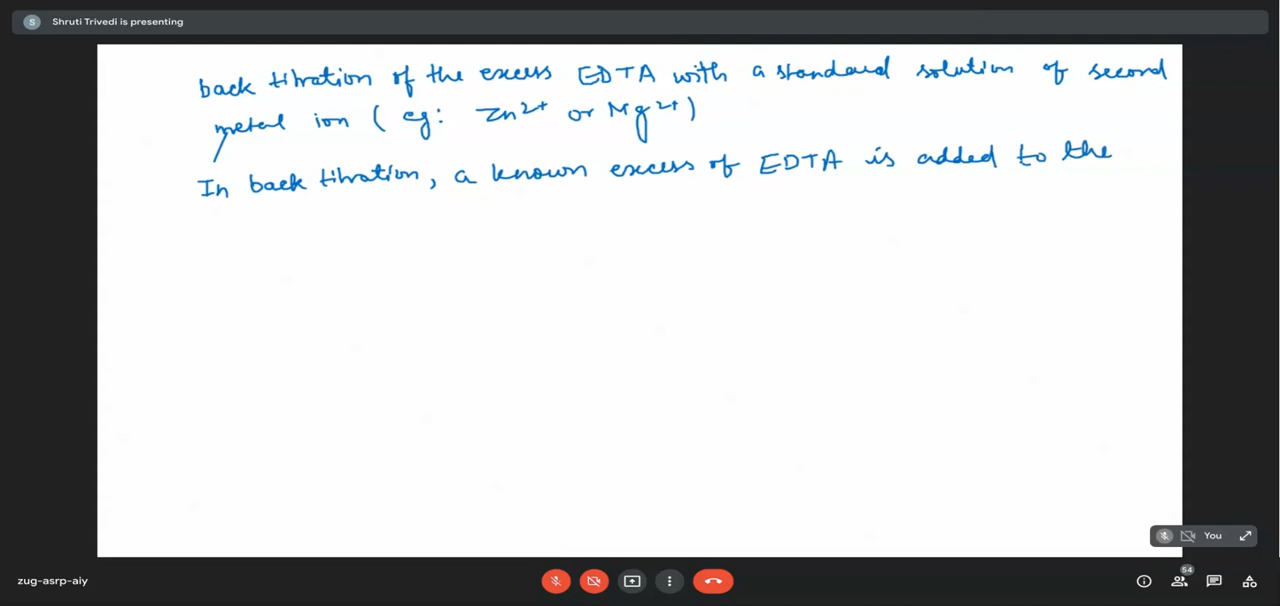 S Shruti Trivedi is presenting
back titration of the excess EDTA with a standard solution of second
metal ion ( eg: Zn²⁺ or Mg²⁺)
In back titration, a known excess of EDTA is added to the
You
zug-asrp-aiy
54